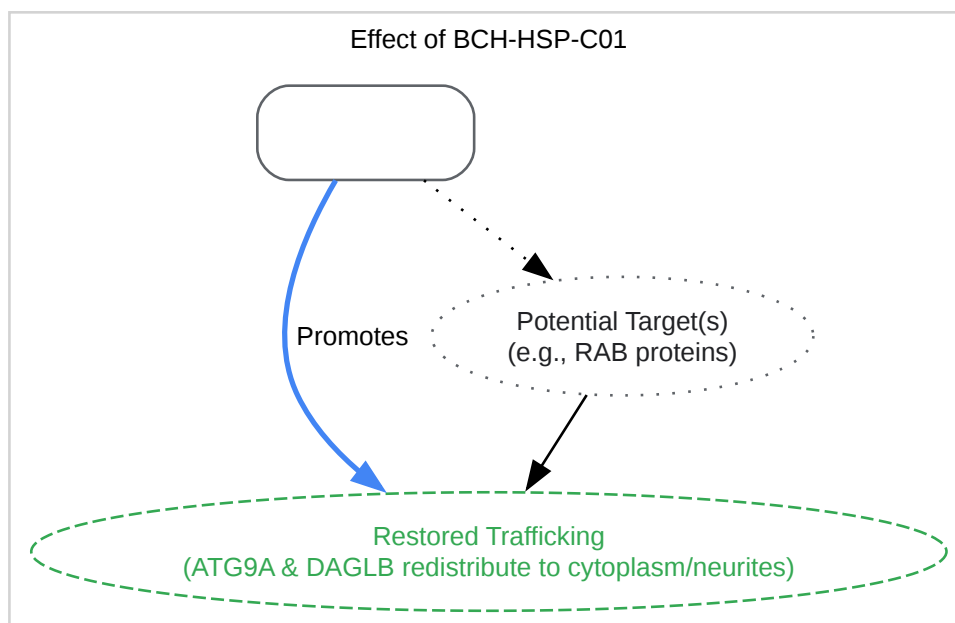 Effect of BCH-HSP-C01
Promotes
Potential Target(s)
(e.g., RAB proteins)
Restored Trafficking
(ATG9A & DAGLB redistribute to cytoplasm/neurites)